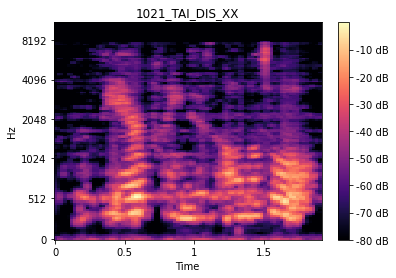 1021_TAI_DIS_XX
8192
4096
2048
1024
512
0
Hz
0
0.5
1
1.5
Time
-10 dB
-20 dB
-30 dB
-40 dB
-50 dB
-60 dB
-70 dB
-80 dB